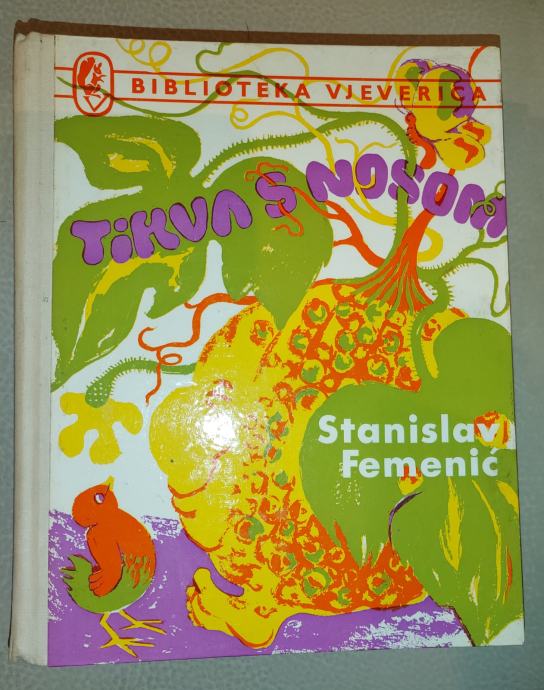 BIBLIOTEKA VJEVERICA
TiKVA S NOSOM
Stanislav
Femenić